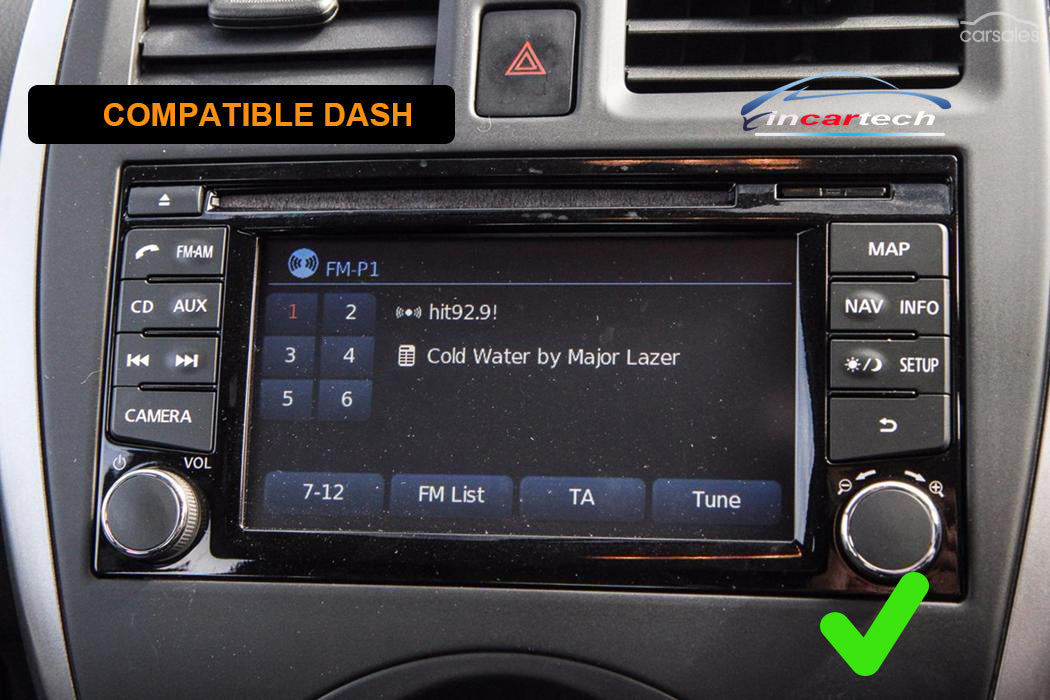 carsales
COMPATIBLE DASH
incartech
FM-AM
MAP
FM-P1
CD AUX
1 2
hit92.9!
NAV INFO
3 4
Cold Water by Major Lazer
SETUP
5 6
CAMERA
VOL
7-12
FM List
TA
Tune